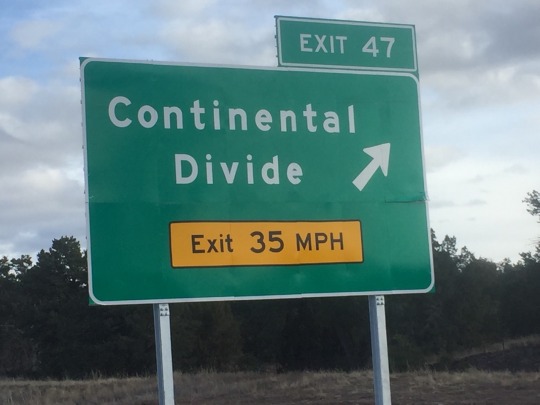 EXIT 47
Continental
Divide
Exit 35 MPH